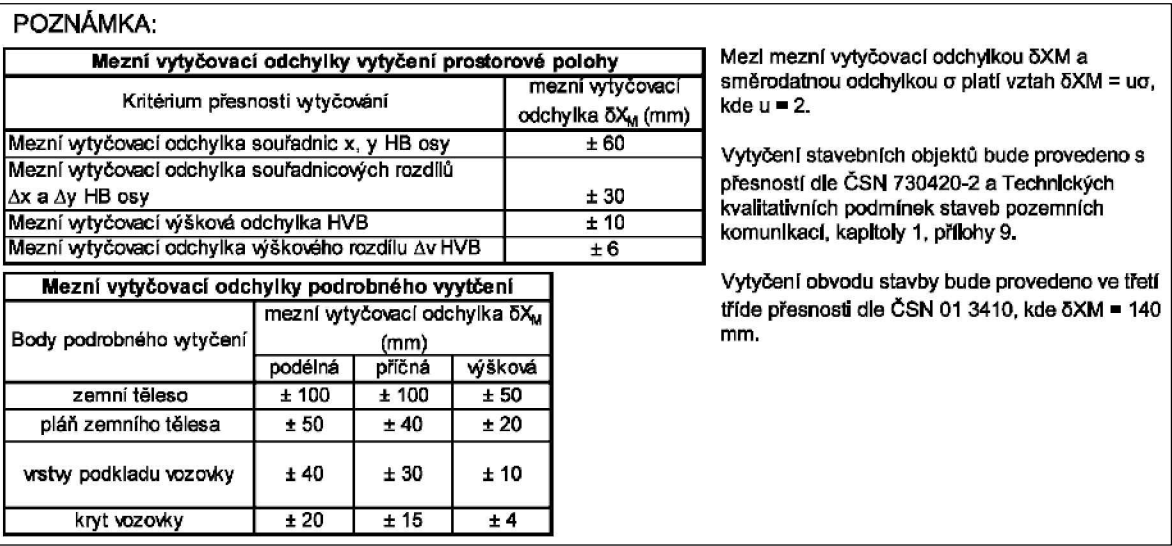 POZNÁMKA:
Mezní vytyčovací odchylky vytyčení prostorové polohy
Kritérium přesnosti vytyčování
mezní vytyčovací
odchylka δXM (mm)
Mezní vytyčovací odchylka souřadnic x, y HB osy ± 60
Mezní vytyčovací odchylka souřadnicových rozdílů
Δx a Δy HB osy ± 30
Mezní vytyčovací výšková odchylka HVB ± 10
Mezní vytyčovací odchylka výškového rozdílu Δv HVB ± 6
Mezní vytyčovací odchylky podrobného vyytčení
Body podrobného vytyčení
mezní vytyčovací odchylka δXM
(mm)
podélná příčná výšková
zemní těleso ± 100 ± 100 ± 50
pláň zemního tělesa ± 50 ± 40 ± 20
vrstvy podkladu vozovky ± 40 ± 30 ± 10
kryt vozovky ± 20 ± 15 ± 4
Mezi mezní vytyčovací odchylkou δXM a
směrodatnou odchylkou σ platí vztah δXM = uσ,
kde u = 2.
Vytyčení stavebních objektů bude provedeno s
přesností dle ČSN 730420-2 a Technických
kvalitativních podmínek staveb pozemních
komunikací, kapitoly 1, přílohy 9.
Vytyčení obvodu stavby bude provedeno ve třetí
třídě přesnosti dle ČSN 01 3410, kde δXM = 140
mm.